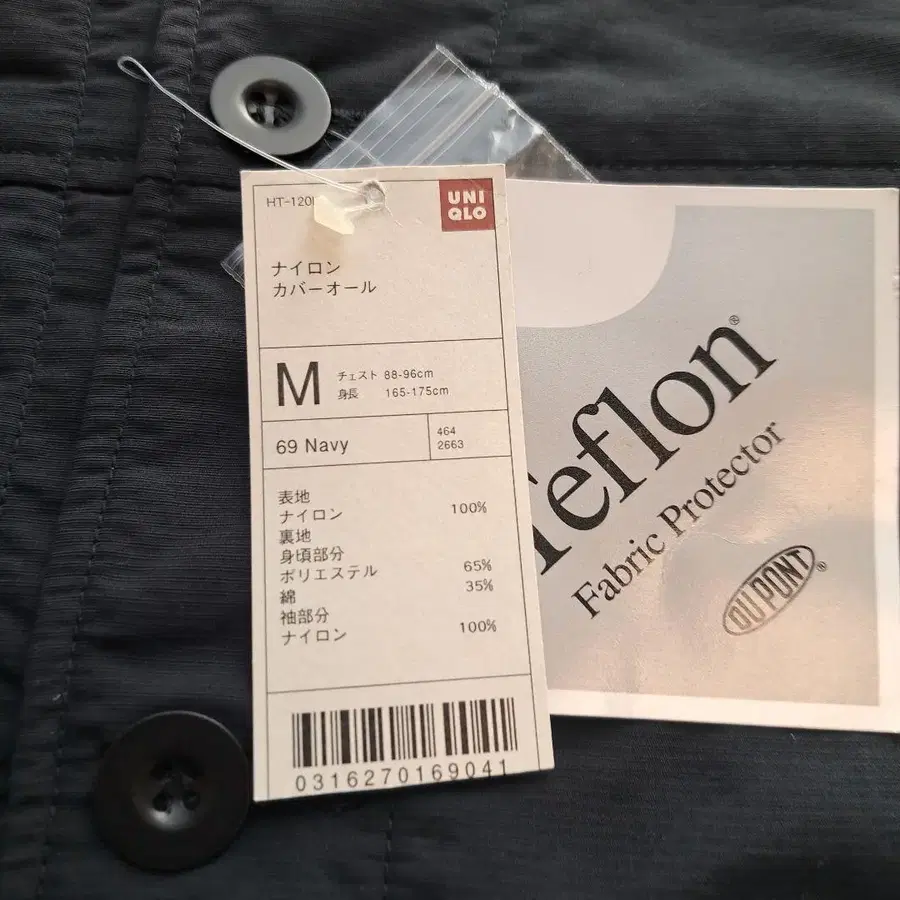 HT-120
UNI
QLO
ナイロン
カバーオール
M
チェスト 88-96cm
身長 165-175cm
69 Navy
464
2663
表地
ナイロン 100%
裏地
身頃部分
ポリエステル 65%
綿 35%
袖部分
ナイロン 100%
0316270169041
Teflon®
Fabric Protector
DU PONT®